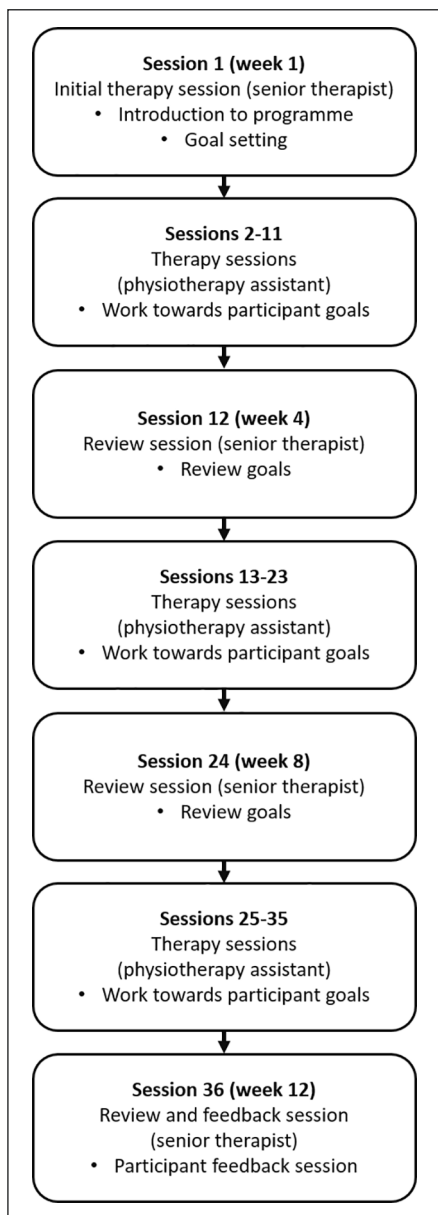 Session 1 (week 1)
Initial therapy session (senior therapist)
• Introduction to programme
• Goal setting
Sessions 2-11
Therapy sessions
(physiotherapy assistant)
• Work towards participant goals
Session 12 (week 4)
Review session (senior therapist)
• Review goals
Sessions 13-23
Therapy sessions
(physiotherapy assistant)
• Work towards participant goals
Session 24 (week 8)
Review session (senior therapist)
• Review goals
Sessions 25-35
Therapy sessions
(physiotherapy assistant)
• Work towards participant goals
Session 36 (week 12)
Review and feedback session
(senior therapist)
• Participant feedback session